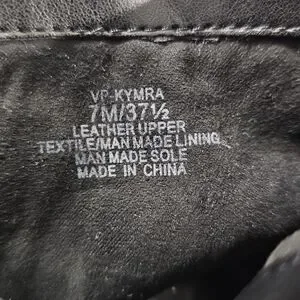 VP-KYMRA
7M/37½
LEATHER UPPER
TEXTILE/MAN MADE LINING
MAN MADE SOLE
MADE IN CHINA